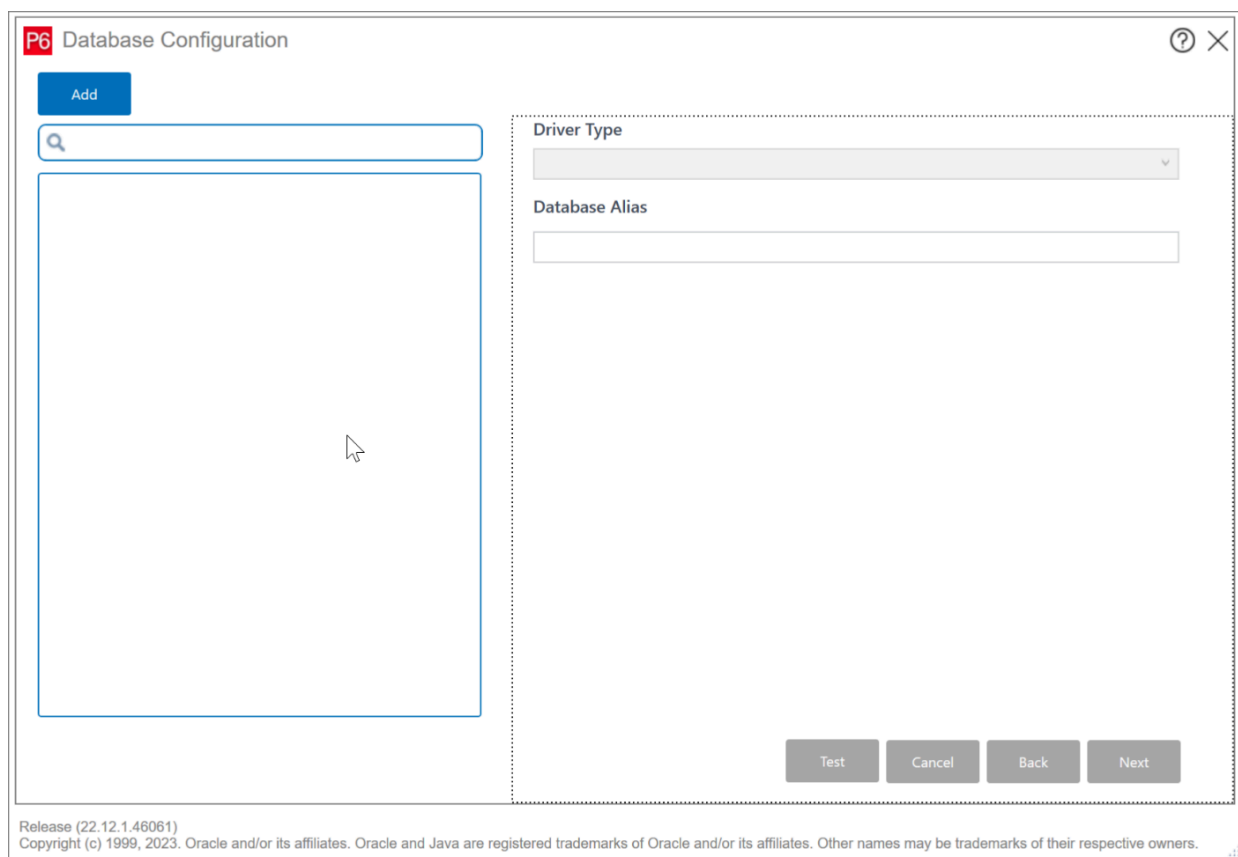 P6 Database Configuration
Add
Driver Type
Database Alias
Test Cancel Back Next
Release (22.12.1.46061)
Copyright (c) 1999, 2023. Oracle and/or its affiliates. Oracle and Java are registered trademarks of Oracle and/or its affiliates. Other names may be trademarks of their respective owners.